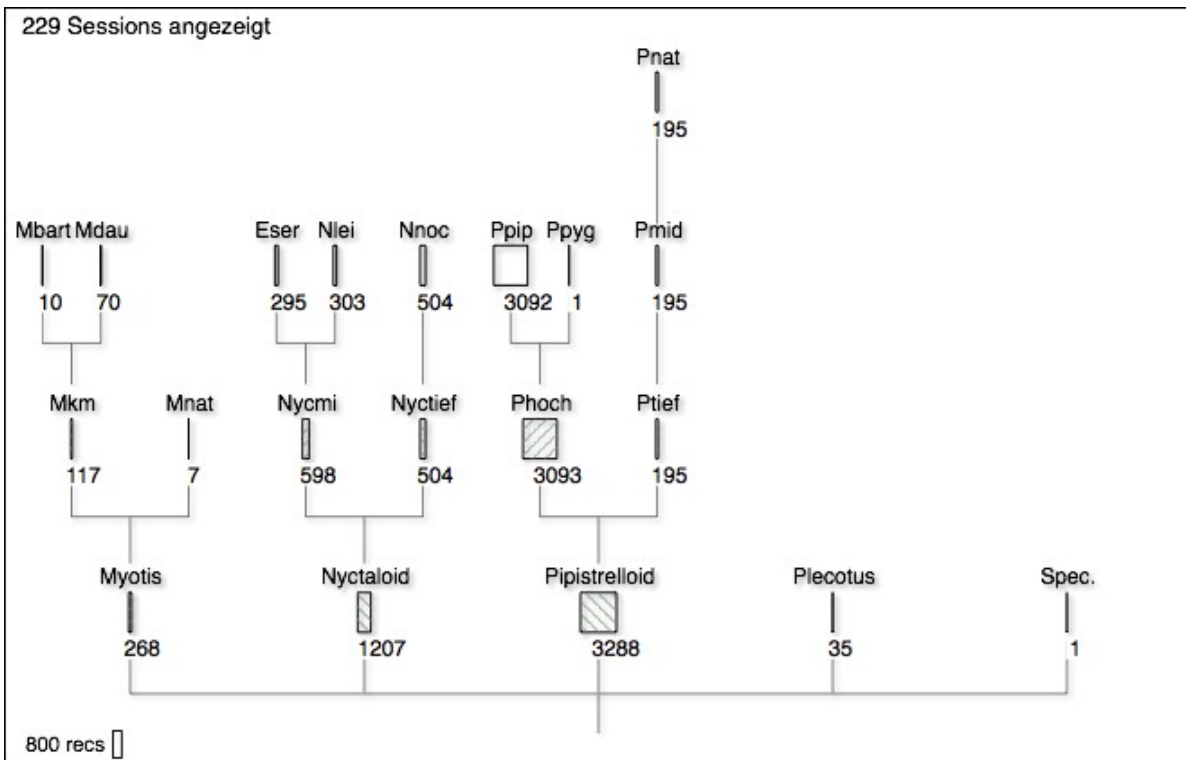 229 Sessions angezeigt
Pnat
195
Mbart Mdau Eser Nlei Nnoc Ppip Ppyg Pmid
10 70 295 303 504 3092 1 195
Mkm Mnat Nycmi Nyctief Phoch Ptief
117 7 598 504 3093 195
Myotis Nyctaloid Pipistrelloid Plecotus Spec.
268 1207 3288 35 1
800 recs